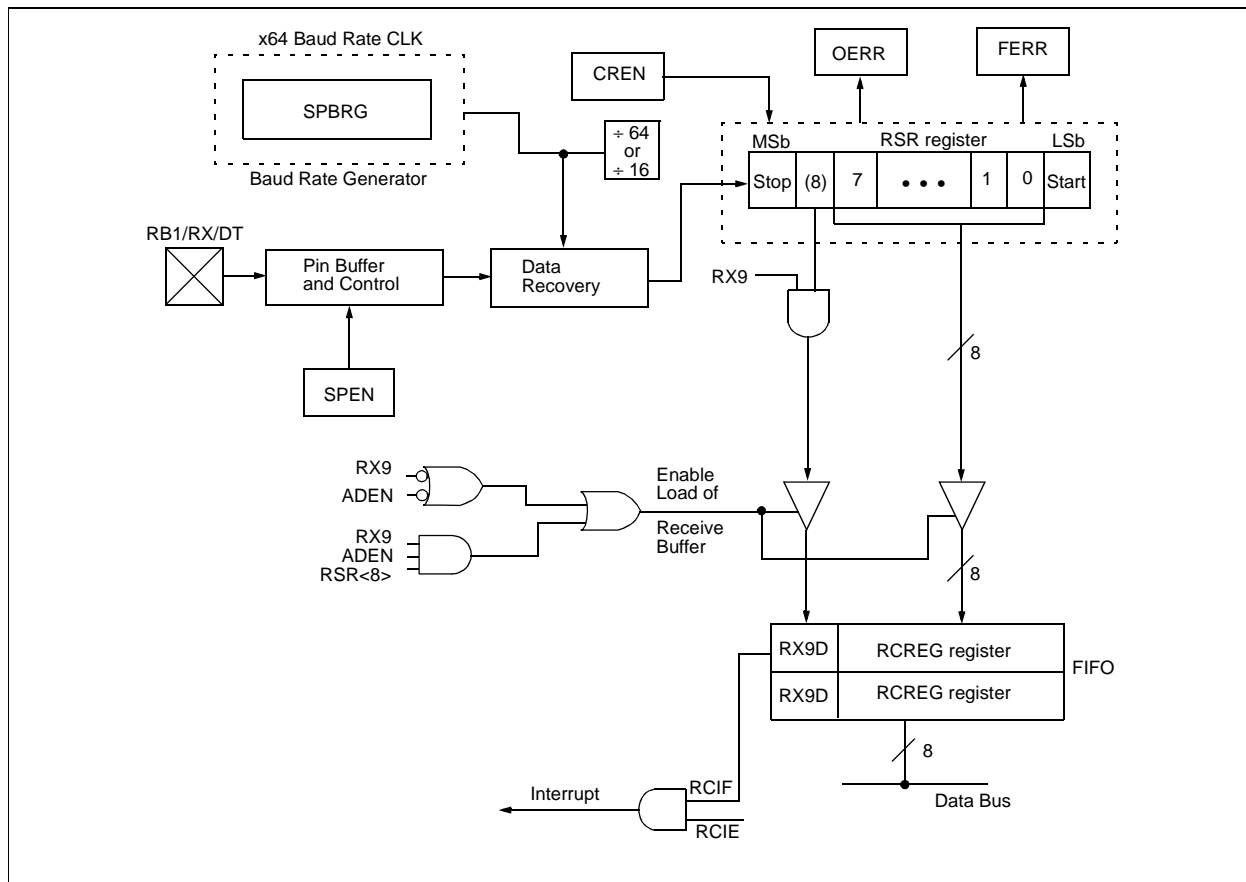 x64 Baud Rate CLK
SPBRG
Baud Rate Generator
CREN
OERR
FERR
÷ 64
or
÷ 16
MSb
RSR register
LSb
Stop
(8)
7
• • •
1
0
Start
RB1/RX/DT
Pin Buffer
and Control
Data
Recovery
RX9
8
SPEN
RX9
ADEN
Enable
Load of
Receive
Buffer
RX9
ADEN
RSR<8>
8
RX9D
RCREG register
FIFO
RX9D
RCREG register
8
Data Bus
Interrupt
RCIF
RCIE